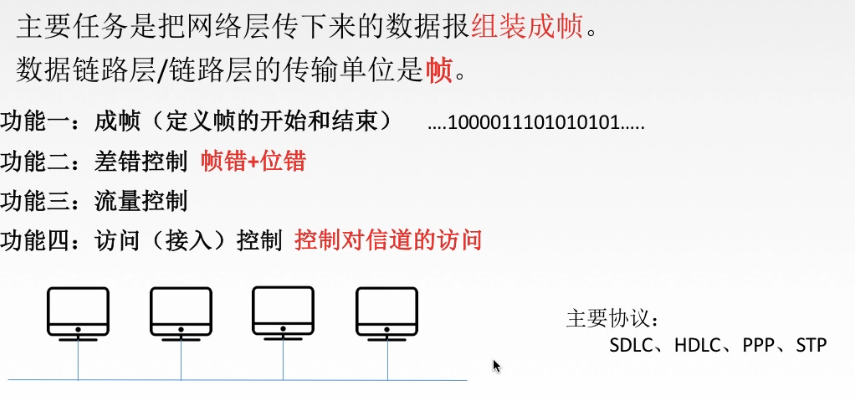 主要任务是把网络层传下来的数据报组装成帧。
数据链路层/链路层的传输单位是帧。
功能一：成帧（定义帧的开始和结束） ....1000011101010101.....
功能二：差错控制 帧错+位错
功能三：流量控制
功能四：访问（接入）控制 控制对信道的访问
主要协议：
SDLC、HDLC、PPP、STP